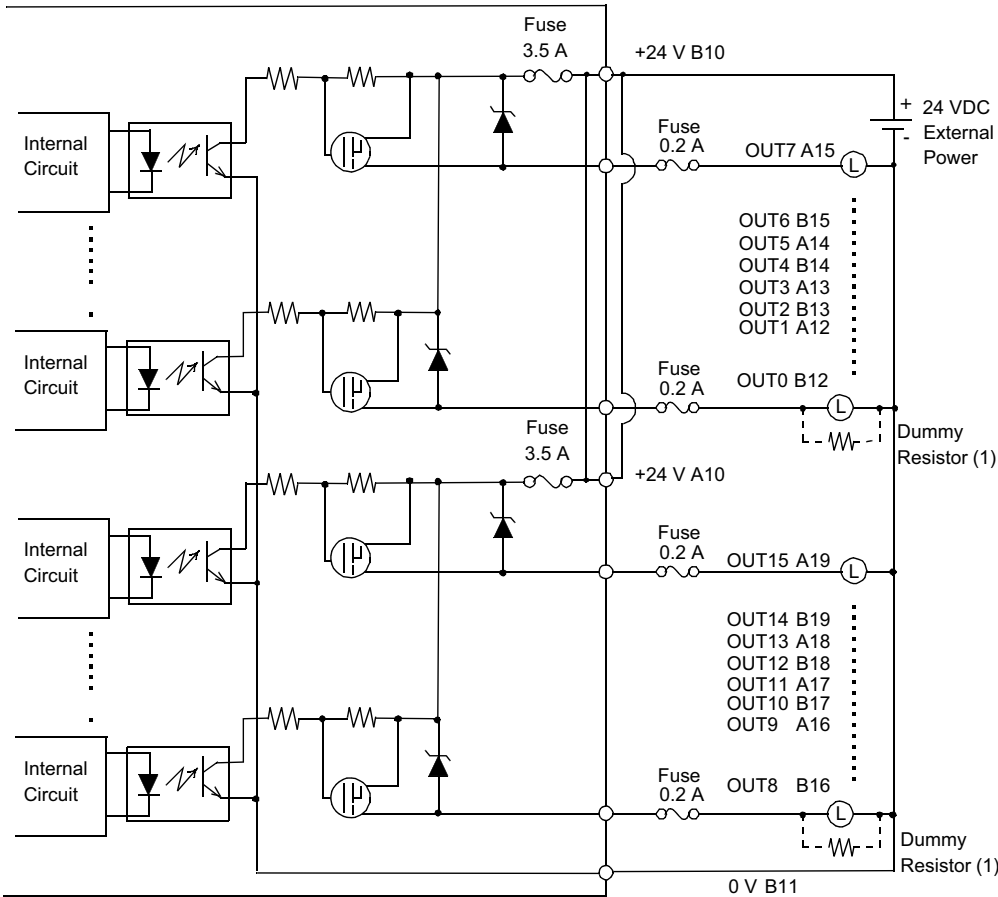 Fuse
3.5 A
+24 V B10
+ 24 VDC
- External
Power
Internal
Circuit
Fuse
0.2 A
OUT7 A15
L
OUT6 B15
OUT5 A14
OUT4 B14
OUT3 A13
OUT2 B13
OUT1 A12
Internal
Circuit
Fuse
0.2 A
OUT0 B12
L
Dummy
Resistor (1)
Fuse
3.5 A
+24 V A10
Internal
Circuit
Fuse
0.2 A
OUT15 A19
L
OUT14 B19
OUT13 A18
OUT12 B18
OUT11 A17
OUT10 B17
OUT9 A16
Internal
Circuit
Fuse
0.2 A
OUT8 B16
L
Dummy
Resistor (1)
0 V B11